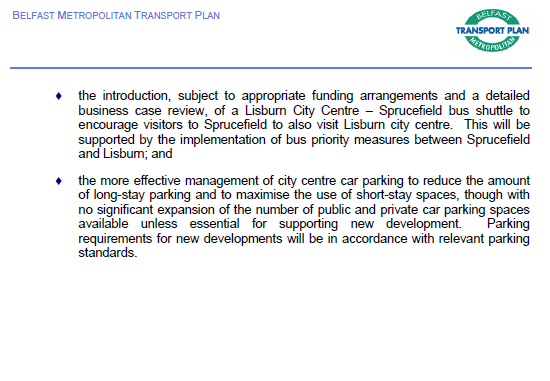 BELFAST METROPOLITAN TRANSPORT PLAN
BELFAST
TRANSPORT PLAN
METROPOLITAN
♦ the introduction, subject to appropriate funding arrangements and a detailed
business case review, of a Lisburn City Centre – Sprucefield bus shuttle to
encourage visitors to Sprucefield to also visit Lisburn city centre. This will be
supported by the implementation of bus priority measures between Sprucefield
and Lisburn; and
♦ the more effective management of city centre car parking to reduce the amount
of long-stay parking and to maximise the use of short-stay spaces, though with
no significant expansion of the number of public and private car parking spaces
available unless essential for supporting new development. Parking
requirements for new developments will be in accordance with relevant parking
standards.